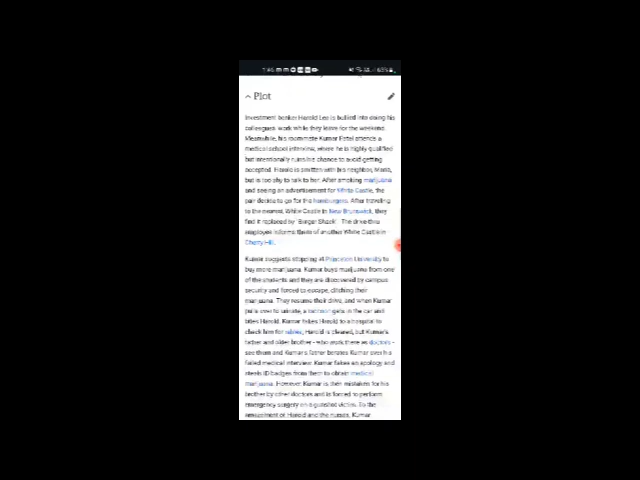 Plot
Investment banker Harold Lee is bullied into doing his
colleagues' work while they leave for the weekend.
Meanwhile, his roommate Kumar Patel attends a
medical school interview, where he is highly qualified
but intentionally ruins his chance to avoid getting
accepted. Harold is smitten with his neighbor, Maria,
but is too shy to talk to her. After smoking marijuana
and seeing an advertisement for White Castle, the
pair decide to go for the hamburgers. After traveling
to the nearest White Castle in New Brunswick, they
find it replaced by "Burger Shack". The drive-thru
employee informs them of another White Castle in
Cherry Hill.
Kumar suggests stopping at Princeton University to
buy more marijuana. Kumar buys marijuana from one
of the students and they are discovered by campus
security and forced to escape, ditching their
marijuana. They resume their drive, and when Kumar
pulls over to urinate, a raccoon gets in the car and
bites Harold. Kumar takes Harold to a hospital to
check him for rabies. Harold is cleared, but Kumar's
father and older brother - who work there as doctors -
see them and Kumar's father berates Kumar over his
failed medical interview. Kumar fakes an apology and
steals ID badges from them to obtain medical
marijuana. However, Kumar is then mistaken for his
brother by other doctors and is forced to perform
emergency surgery on a gunshot victim. To the
amazement of Harold and the nurses, Kumar